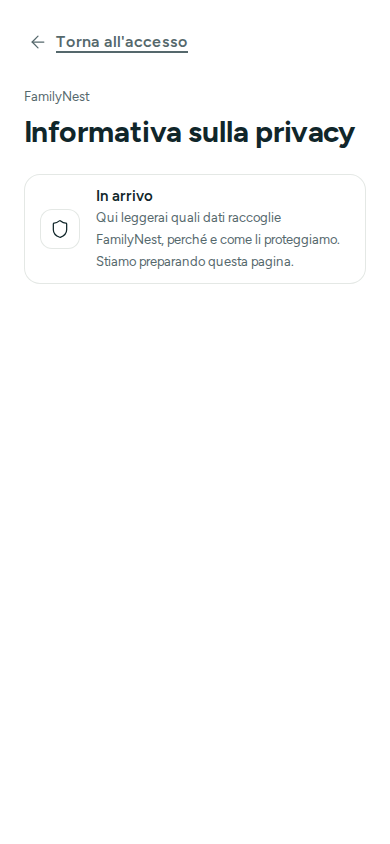 Torna all'accesso
FamilyNest
Informativa sulla privacy
In arrivo
Qui leggerai quali dati raccoglie
FamilyNest, perché e come li proteggiamo.
Stiamo preparando questa pagina.